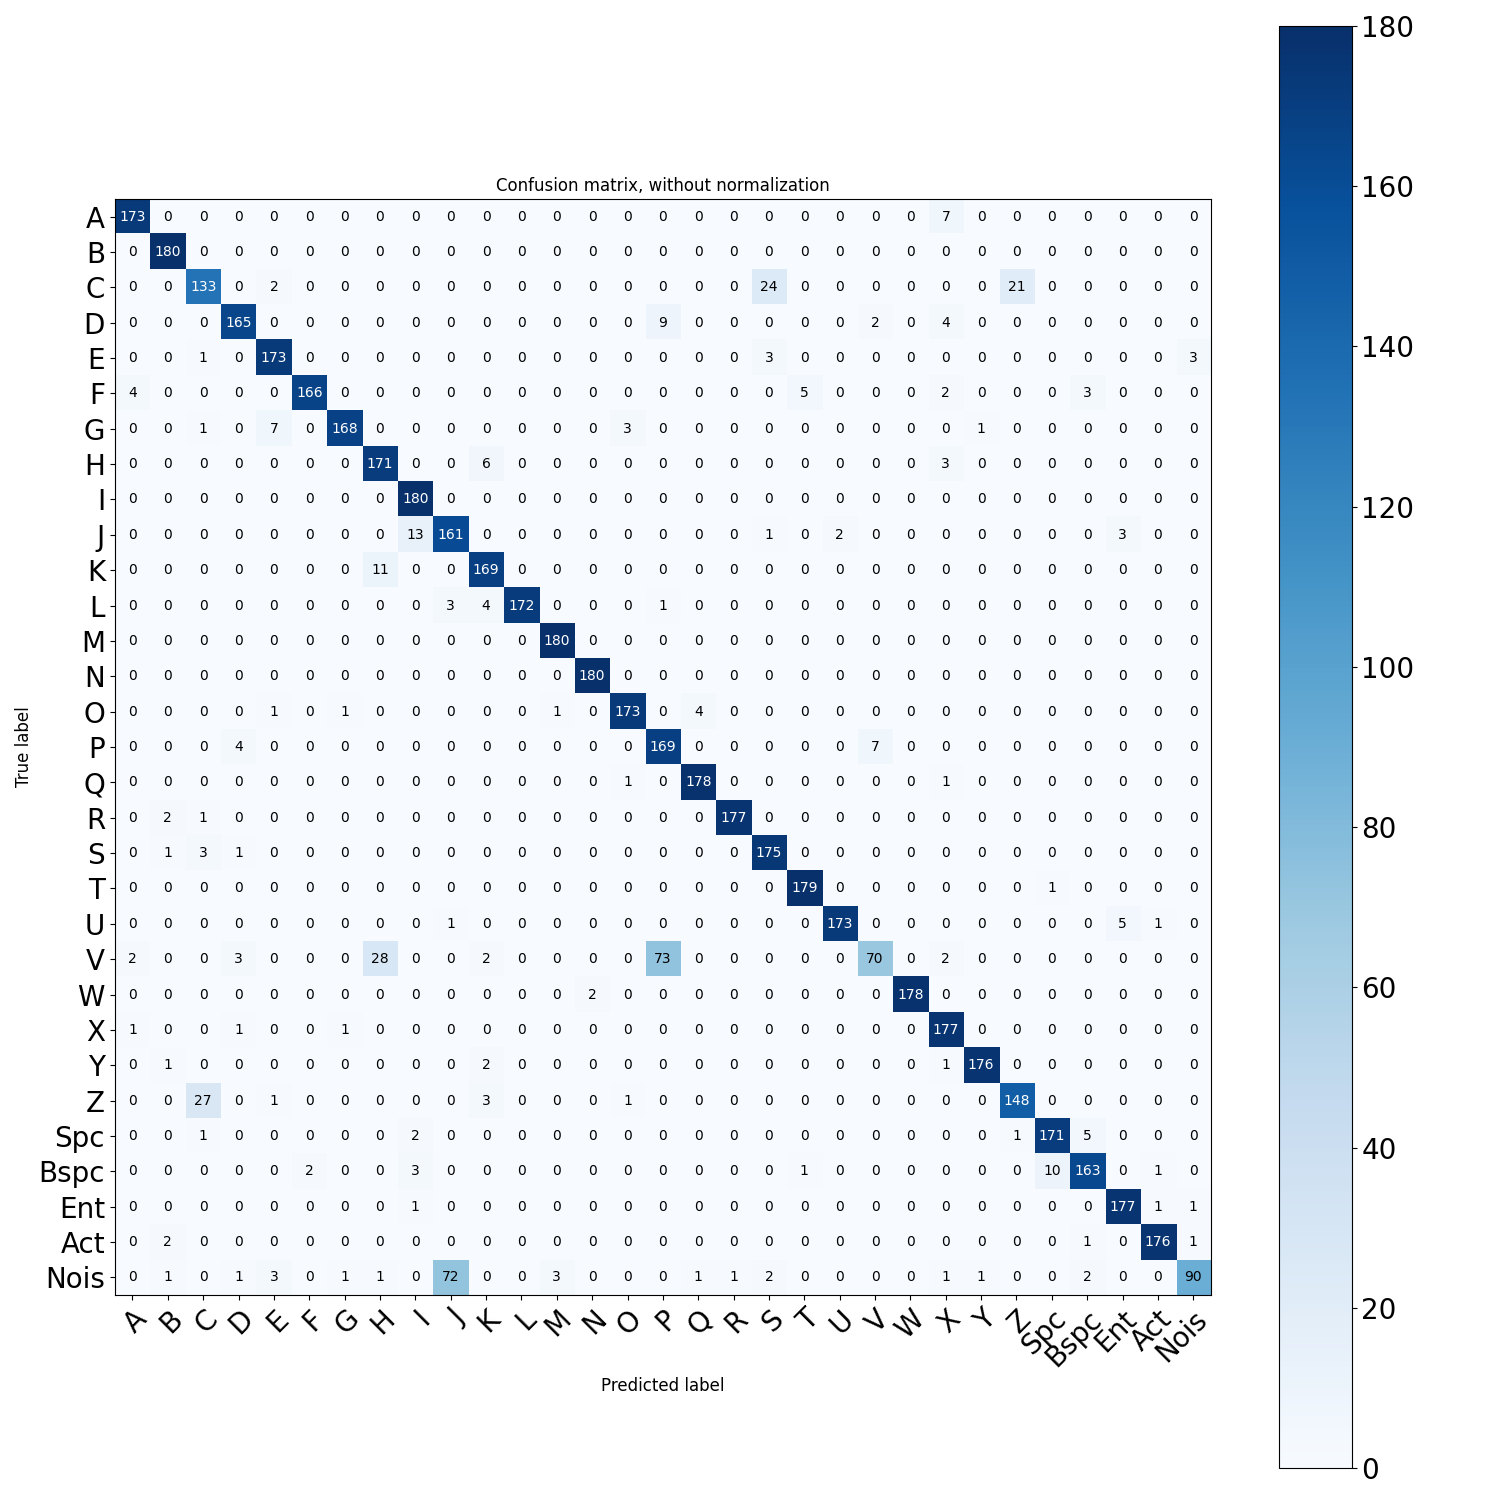 Confusion matrix, without normalization
A 173 0 0 0 0 0 0 0 0 0 0 0 0 0 0 0 0 0 0 0 0 0 0 7 0 0 0 0 0 0 0
B 0 180 0 0 0 0 0 0 0 0 0 0 0 0 0 0 0 0 0 0 0 0 0 0 0 0 0 0 0 0 0
C 0 0 133 0 2 0 0 0 0 0 0 0 0 0 0 0 0 0 24 0 0 0 0 0 0 21 0 0 0 0 0
D 0 0 0 165 0 0 0 0 0 0 0 0 0 0 0 9 0 0 0 0 0 2 0 4 0 0 0 0 0 0 0
E 0 0 1 0 173 0 0 0 0 0 0 0 0 0 0 0 0 0 3 0 0 0 0 0 0 0 0 0 0 0 3
F 4 0 0 0 0 166 0 0 0 0 0 0 0 0 0 0 0 0 0 5 0 0 0 2 0 0 0 3 0 0 0
G 0 0 1 0 7 0 168 0 0 0 0 0 0 0 3 0 0 0 0 0 0 0 0 0 1 0 0 0 0 0 0
H 0 0 0 0 0 0 0 171 0 0 6 0 0 0 0 0 0 0 0 0 0 0 0 3 0 0 0 0 0 0 0
I 0 0 0 0 0 0 0 0 180 0 0 0 0 0 0 0 0 0 0 0 0 0 0 0 0 0 0 0 0 0 0
J 0 0 0 0 0 0 0 0 13 161 0 0 0 0 0 0 0 0 1 0 2 0 0 0 0 0 0 0 3 0 0
K 0 0 0 0 0 0 0 11 0 0 169 0 0 0 0 0 0 0 0 0 0 0 0 0 0 0 0 0 0 0 0
L 0 0 0 0 0 0 0 0 0 3 4 172 0 0 0 1 0 0 0 0 0 0 0 0 0 0 0 0 0 0 0
M 0 0 0 0 0 0 0 0 0 0 0 0 180 0 0 0 0 0 0 0 0 0 0 0 0 0 0 0 0 0 0
N 0 0 0 0 0 0 0 0 0 0 0 0 0 180 0 0 0 0 0 0 0 0 0 0 0 0 0 0 0 0 0
O 0 0 0 0 1 0 1 0 0 0 0 0 1 0 173 0 4 0 0 0 0 0 0 0 0 0 0 0 0 0 0
P 0 0 0 4 0 0 0 0 0 0 0 0 0 0 0 169 0 0 0 0 0 7 0 0 0 0 0 0 0 0 0
Q 0 0 0 0 0 0 0 0 0 0 0 0 0 0 1 0 178 0 0 0 0 0 0 1 0 0 0 0 0 0 0
R 0 2 1 0 0 0 0 0 0 0 0 0 0 0 0 0 0 177 0 0 0 0 0 0 0 0 0 0 0 0 0
S 0 1 3 1 0 0 0 0 0 0 0 0 0 0 0 0 0 0 175 0 0 0 0 0 0 0 0 0 0 0 0
T 0 0 0 0 0 0 0 0 0 0 0 0 0 0 0 0 0 0 0 179 0 0 0 0 0 0 1 0 0 0 0
U 0 0 0 0 0 0 0 0 0 1 0 0 0 0 0 0 0 0 0 0 173 0 0 0 0 0 0 0 5 1 0
V 2 0 0 3 0 0 0 28 0 0 2 0 0 0 0 73 0 0 0 0 0 70 0 2 0 0 0 0 0 0 0
W 0 0 0 0 0 0 0 0 0 0 0 0 0 2 0 0 0 0 0 0 0 0 178 0 0 0 0 0 0 0 0
X 1 0 0 1 0 0 1 0 0 0 0 0 0 0 0 0 0 0 0 0 0 0 0 177 0 0 0 0 0 0 0
Y 0 1 0 0 0 0 0 0 0 0 2 0 0 0 0 0 0 0 0 0 0 0 0 1 176 0 0 0 0 0 0
Z 0 0 27 0 1 0 0 0 0 0 3 0 0 0 1 0 0 0 0 0 0 0 0 0 0 148 0 0 0 0 0
Spc 0 0 1 0 0 0 0 0 2 0 0 0 0 0 0 0 0 0 0 0 0 0 0 0 0 1 171 5 0 0 0
Bspc 0 0 0 0 0 2 0 0 3 0 0 0 0 0 0 0 0 0 0 1 0 0 0 0 0 0 10 163 0 1 0
Ent 0 0 0 0 0 0 0 0 1 0 0 0 0 0 0 0 0 0 0 0 0 0 0 0 0 0 0 0 177 1 1
Act 0 2 0 0 0 0 0 0 0 0 0 0 0 0 0 0 0 0 0 0 0 0 0 0 0 0 0 1 0 176 1
Nois 0 1 0 1 3 0 1 1 0 72 0 0 3 0 0 0 1 1 2 0 0 0 0 1 1 0 0 2 0 0 90
A B C D E F G H I J K L M N O P Q R S T U V W X Y Z Spc Bspc Ent Act Nois
Predicted label
True label
180
160
140
120
100
80
60
40
20
0